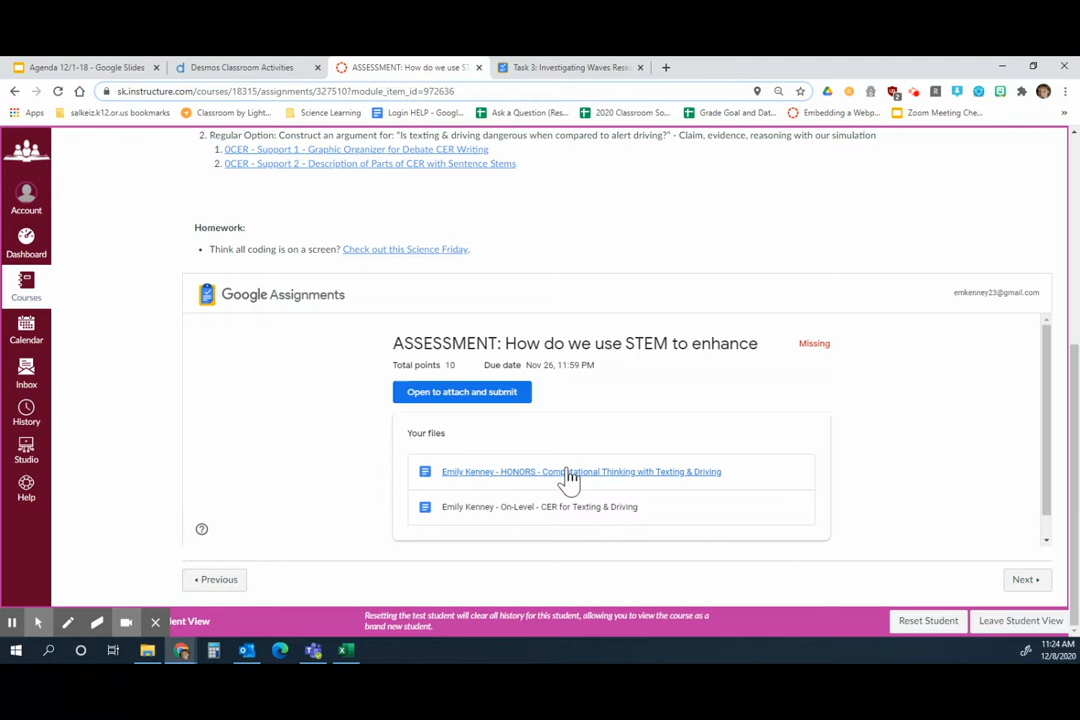 Agenda 12/1-18 - Google Slides
Desmos Classroom Activities
ASSESSMENT: How do we use ST
Task 3: Investigating Waves Rese
sk.instructure.com/courses/18315/assignments/327510?module_item_id=972636
Apps
salkeiz.k12.or.us bookmarks
Classroom by Light...
Science Learning
Login HELP - Googl...
Ask a Question (Res...
2020 Classroom Sc...
Grade Goal and Dat...
Embedding a Webp...
Zoom Meeting Che...
2. Regular Option: Construct an argument for: "Is texting & driving dangerous when compared to alert driving?" - Claim, evidence, reasoning with our simulation
1. 0CER - Support 1 - Graphic Organizer for Debate CER Writing
2. 0CER - Support 2 - Description of Parts of CER with Sentence Stems
Account
Dashboard
Courses
Calendar
Inbox
History
Studio
Help
Homework:
• Think all coding is on a screen? Check out this Science Friday.
Google Assignments
emkenney23@gmail.com
ASSESSMENT: How do we use STEM to enhance
Missing
Total points 10 Due date Nov 26, 11:59 PM
Open to attach and submit
Your files
Emily Kenney - HONORS - Computational Thinking with Texting & Driving
Emily Kenney - On-Level - CER for Texting & Driving
◂ Previous
Next ▸
dent View
Resetting the test student will clear all history for this student, allowing you to view the course as a
brand new student.
Reset Student
Leave Student View
11:24 AM
12/8/2020